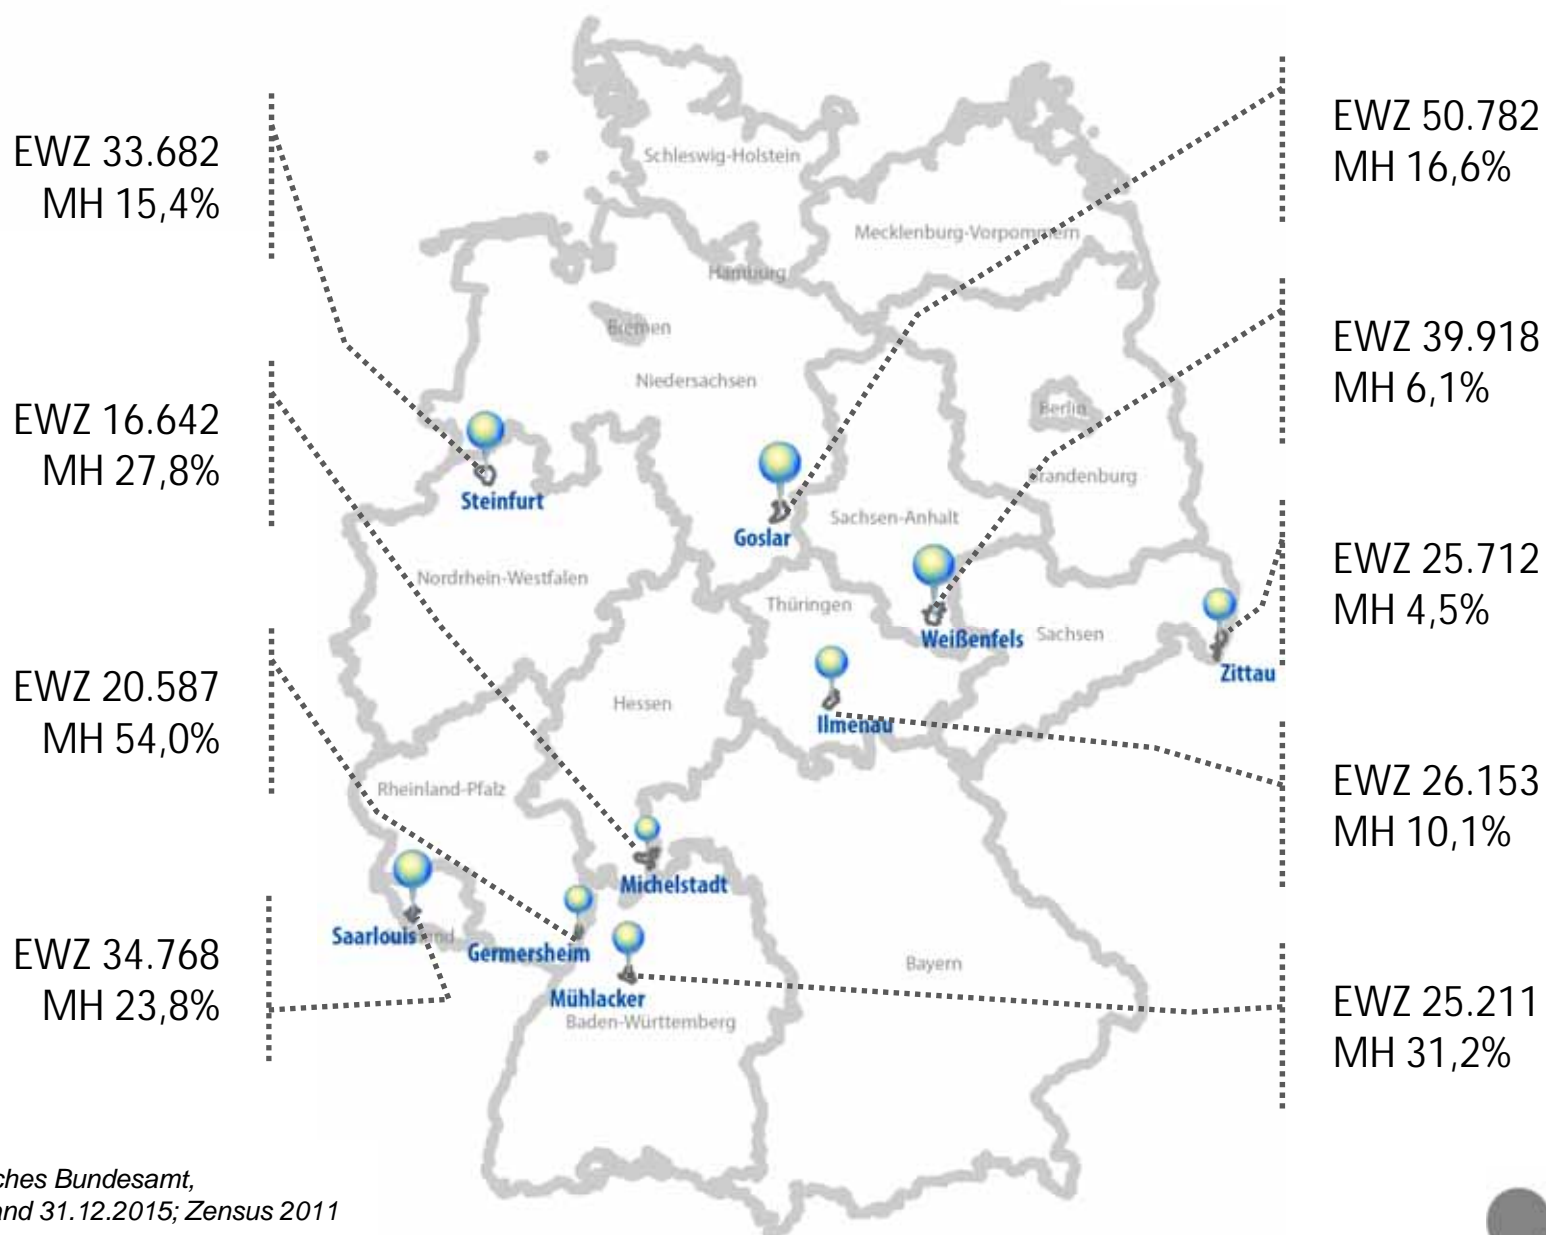 EWZ 33.682
MH 15,4%
EWZ 16.642
MH 27,8%
EWZ 20.587
MH 54,0%
EWZ 34.768
MH 23,8%
Schleswig-Holstein
Mecklenburg-Vorpommern
Hamburg
Bremen
Niedersachsen
Berlin
Brandenburg
Steinfurt
Goslar
Sachsen-Anhalt
Nordrhein-Westfalen
Thüringen
Weißenfels
Sachsen
Zittau
Hessen
Ilmenau
Rheinland-Pfalz
Michelstadt
Saarlouis
Germersheim
Bayern
Mühlacker
Baden-Württemberg
EWZ 50.782
MH 16,6%
EWZ 39.918
MH 6,1%
EWZ 25.712
MH 4,5%
EWZ 26.153
MH 10,1%
EWZ 25.211
MH 31,2%
ches Bundesamt,
and 31.12.2015; Zensus 2011